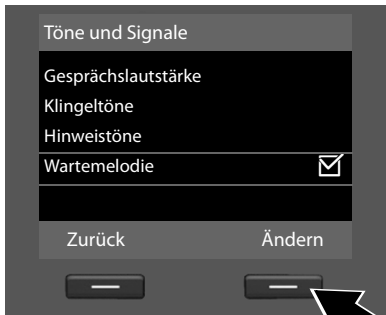 Töne und Signale
Gesprächslautstärke
Klingeltöne
Hinweistöne
Wartemelodie
Zurück Ändern